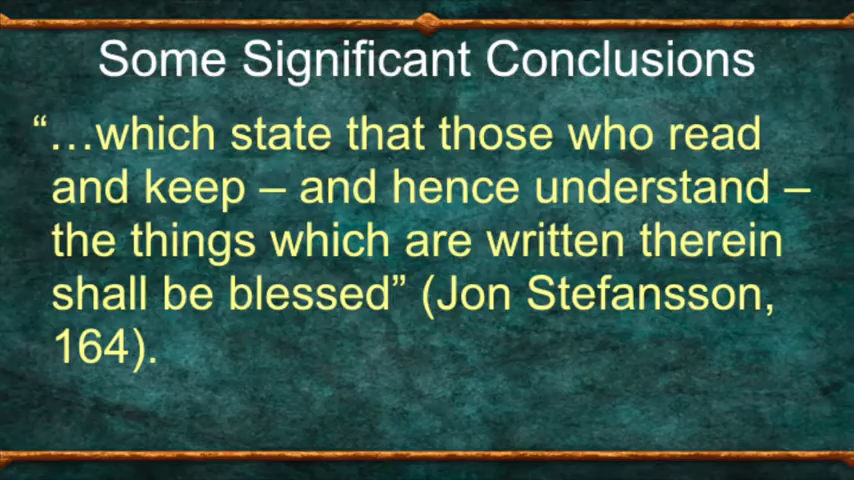 Some Significant Conclusions
“…which state that those who read
and keep – and hence understand –
the things which are written therein
shall be blessed” (Jon Stefansson,
164).